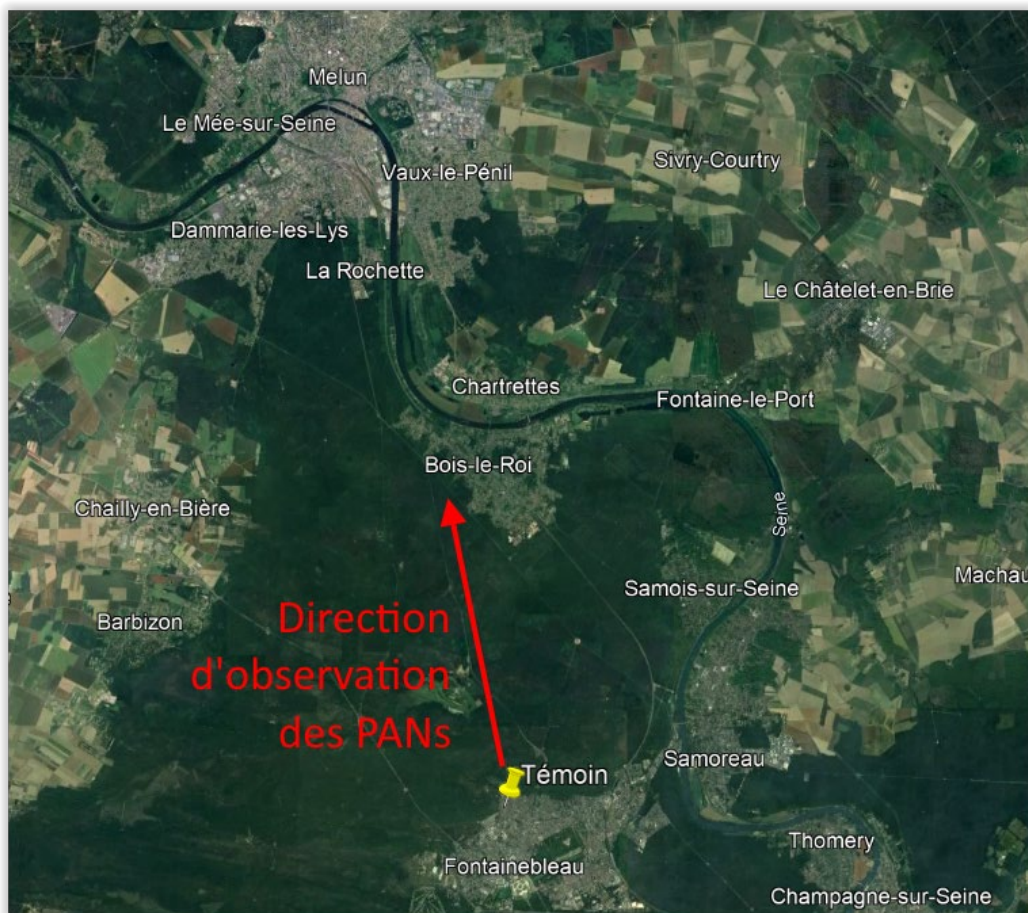 Melun
Le Mée-sur-Seine
Vaux-le-Pénil
Sivry-Courtry
Dammarie-les-Lys
La Rochette
Le Châtelet-en-Brie
Chartrettes
Fontaine-le-Port
Bois-le-Roi
Chailly-en-Bière
Seine
Machau
Samois-sur-Seine
Barbizon
Direction
d'observation
des PANs
Samoreau
Témoin
Thomery
Fontainebleau
Champagne-sur-Seine